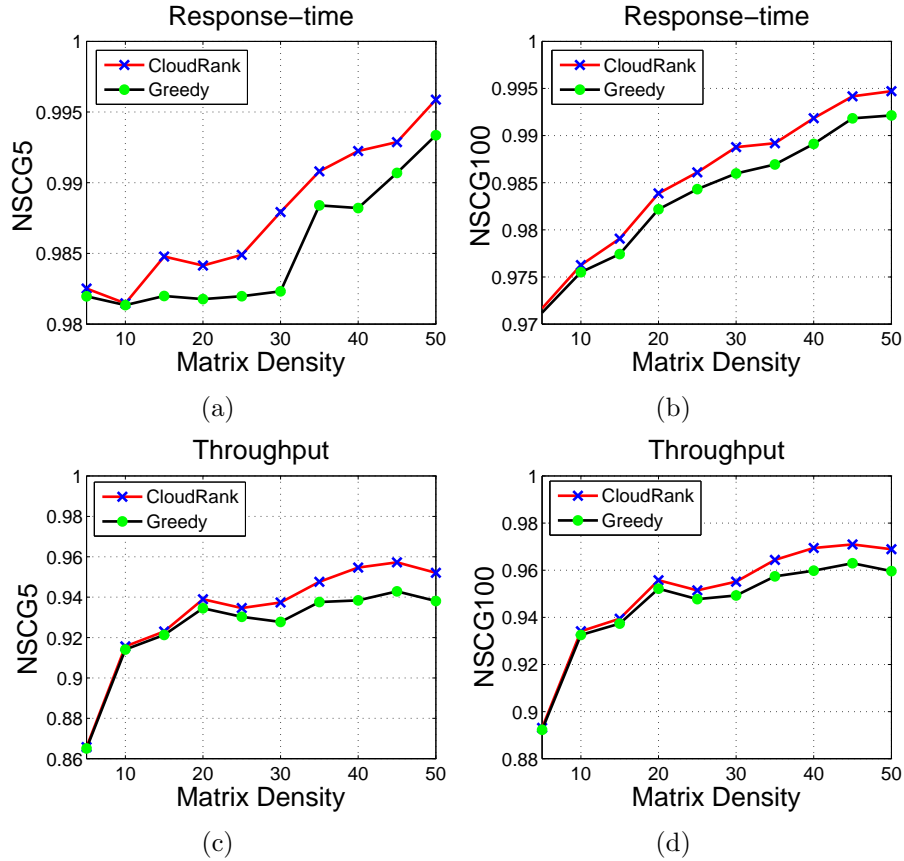 Response-time
1
0.995
0.99
0.985
0.98
NSCG5
CloudRank
Greedy
10 20 30 40 50
Matrix Density
(a)
Response-time
1
0.995
0.99
0.985
0.98
0.975
0.97
NSCG100
CloudRank
Greedy
10 20 30 40 50
Matrix Density
(b)
Throughput
1
0.98
0.96
0.94
0.92
0.9
0.88
0.86
NSCG5
CloudRank
Greedy
10 20 30 40 50
Matrix Density
(c)
Throughput
1
0.98
0.96
0.94
0.92
0.9
0.88
NSCG100
CloudRank
Greedy
10 20 30 40 50
Matrix Density
(d)